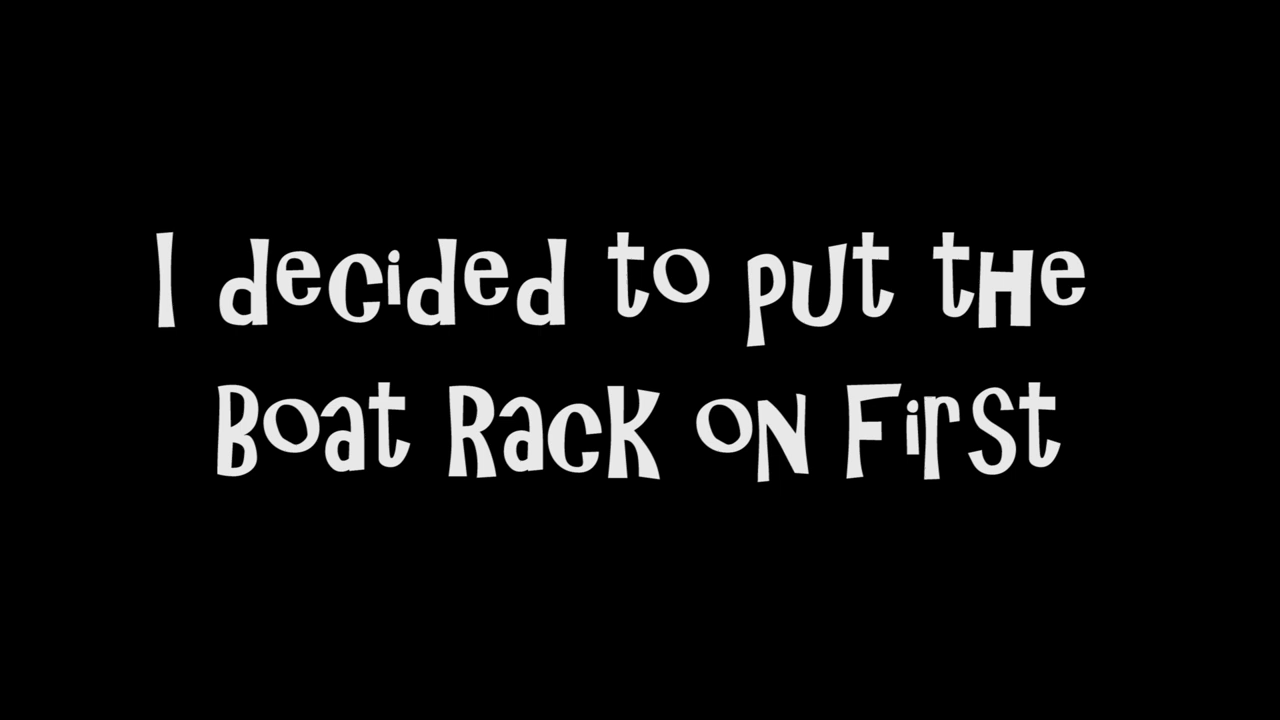 I decided to put the
Boat Rack on First